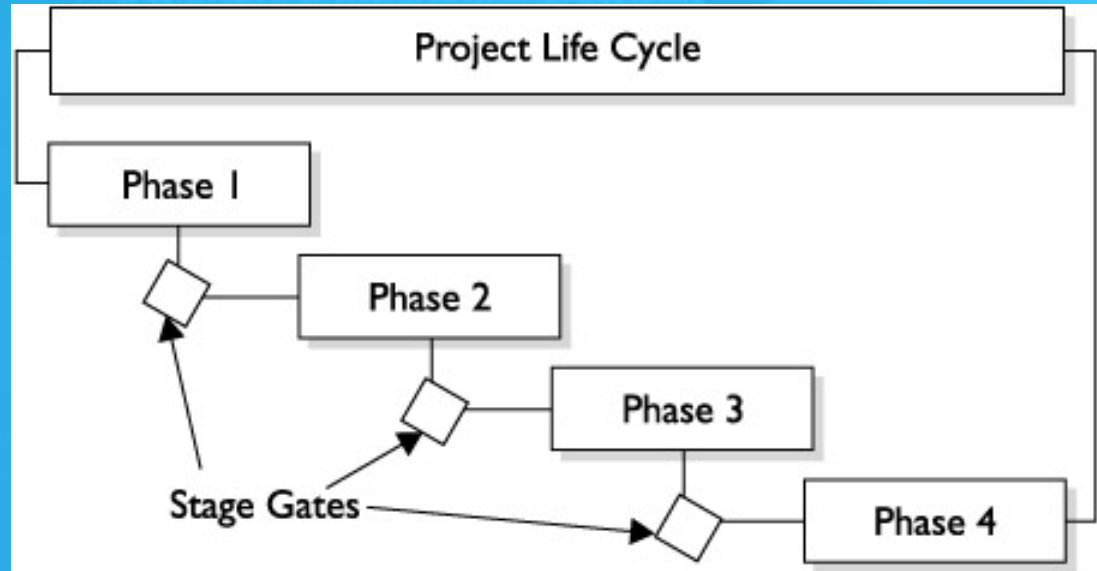 Project Life Cycle
Phase 1
Phase 2
Phase 3
Stage Gates
Phase 4